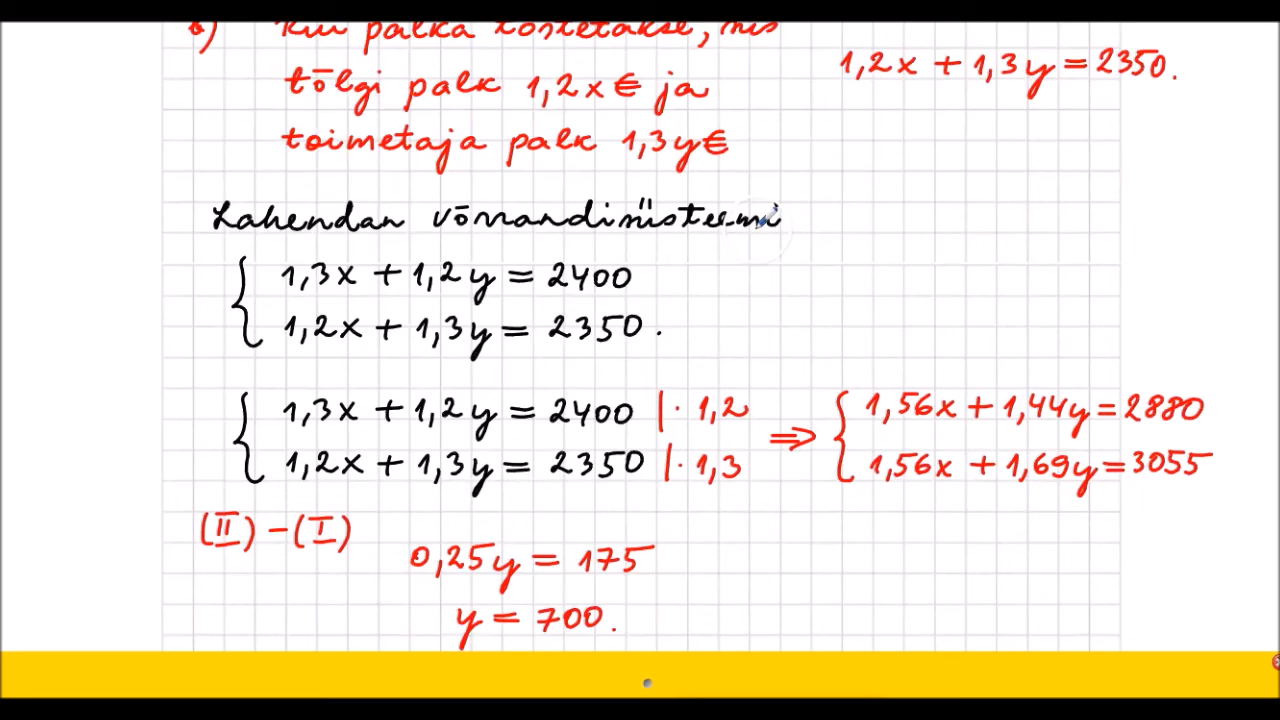 b) Kui palka tõstetakse, siis
tõlgi palk 1,2x€ ja
toimetaja palk 1,3y€
1,2x + 1,3y = 2350.
Lahendan võrrandisüsteemi
1,3x + 1,2y = 2400
1,2x + 1,3y = 2350.
1,3x + 1,2y = 2400 |· 1,2
1,2x + 1,3y = 2350 |· 1,3
⇒
1,56x + 1,44y = 2880
1,56x + 1,69y = 3055
(II) – (I)
0,25y = 175
y = 700.